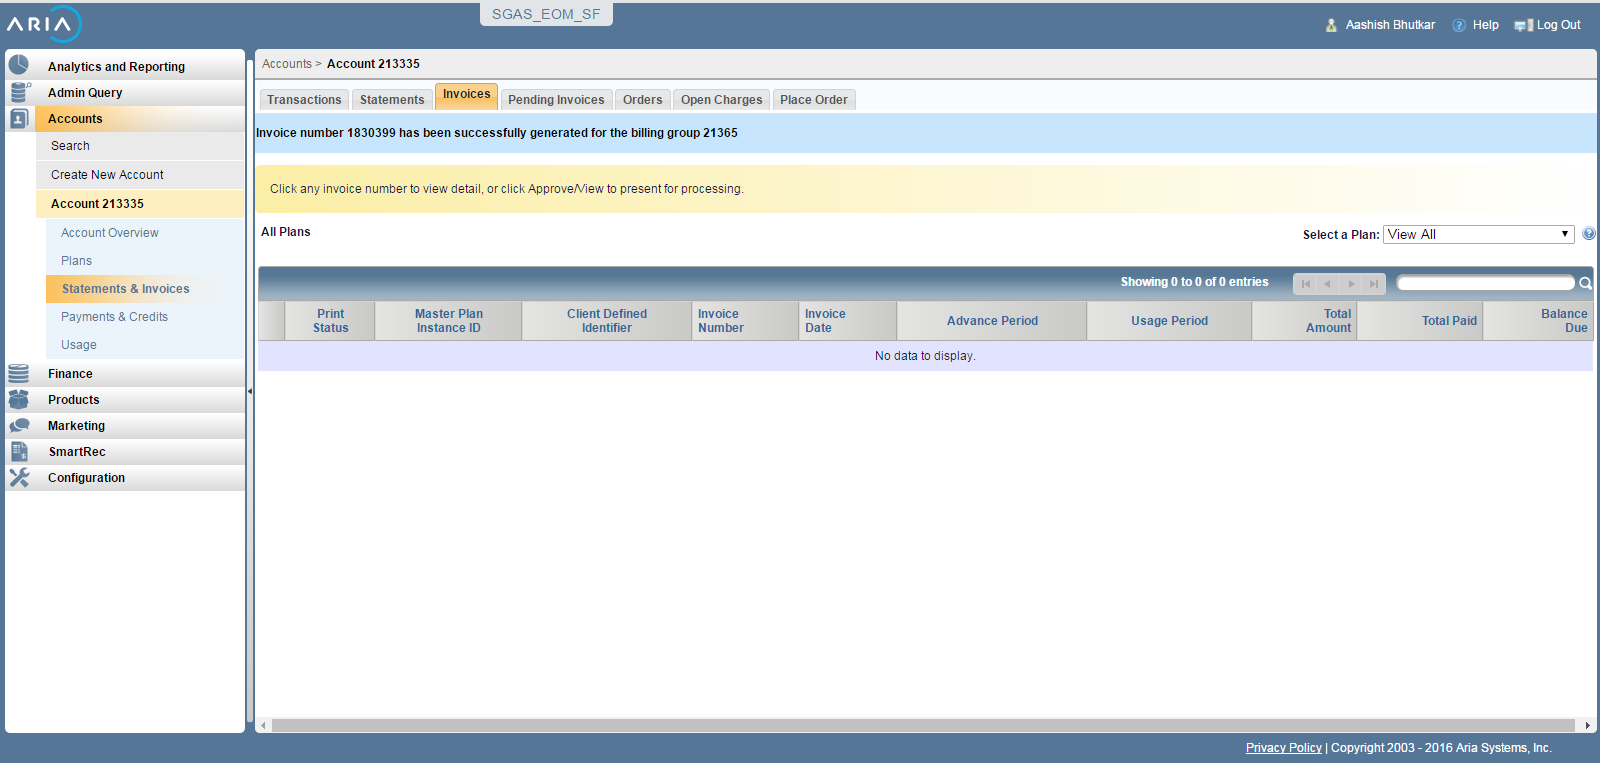 ARIA
SGAS_EOM_SF
Aashish Bhutkar Help Log Out
Analytics and Reporting
Admin Query
Accounts
Search
Create New Account
Account 213335
Account Overview
Plans
Statements & Invoices
Payments & Credits
Usage
Finance
Products
Marketing
SmartRec
Configuration
Accounts > Account 213335
Transactions Statements Invoices Pending Invoices Orders Open Charges Place Order
Invoice number 1830399 has been successfully generated for the billing group 21365
Click any invoice number to view detail, or click Approve/View to present for processing.
All Plans
Select a Plan: View All
Showing 0 to 0 of 0 entries
Print Status
Master Plan Instance ID
Client Defined Identifier
Invoice Number
Invoice Date
Advance Period
Usage Period
Total Amount
Total Paid
Balance Due
No data to display.
Privacy Policy | Copyright 2003 - 2016 Aria Systems, Inc.